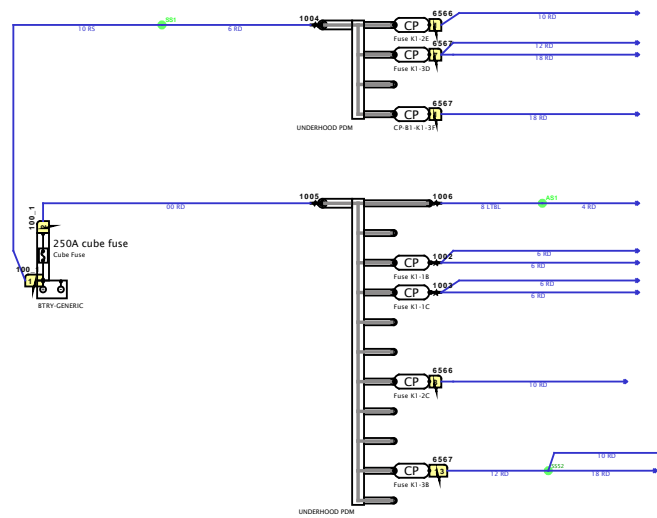 6566
10 RD
SS1
1004
CP
10 RS
6 RD
Fuse K1-2E
6567
12 RD
CP
18 RD
Fuse K1-3D
6567
CP
18 RD
UNDERHOOD PDM
CP-B1-K1-3F
1005
1006
AS1
00 RD
8 LTBL
4 RD
100_1
250A cube fuse
Cube Fuse
1002
6 RD
CP
6 RD
Fuse K1-1B
100_
1
1003
6 RD
CP
6 RD
BTRY-GENERIC
Fuse K1-1C
6566
CP
10 RD
Fuse K1-2C
6567
10 RD
CP
3
SS52
12 RD
18 RD
Fuse K1-3B
UNDERHOOD PDM